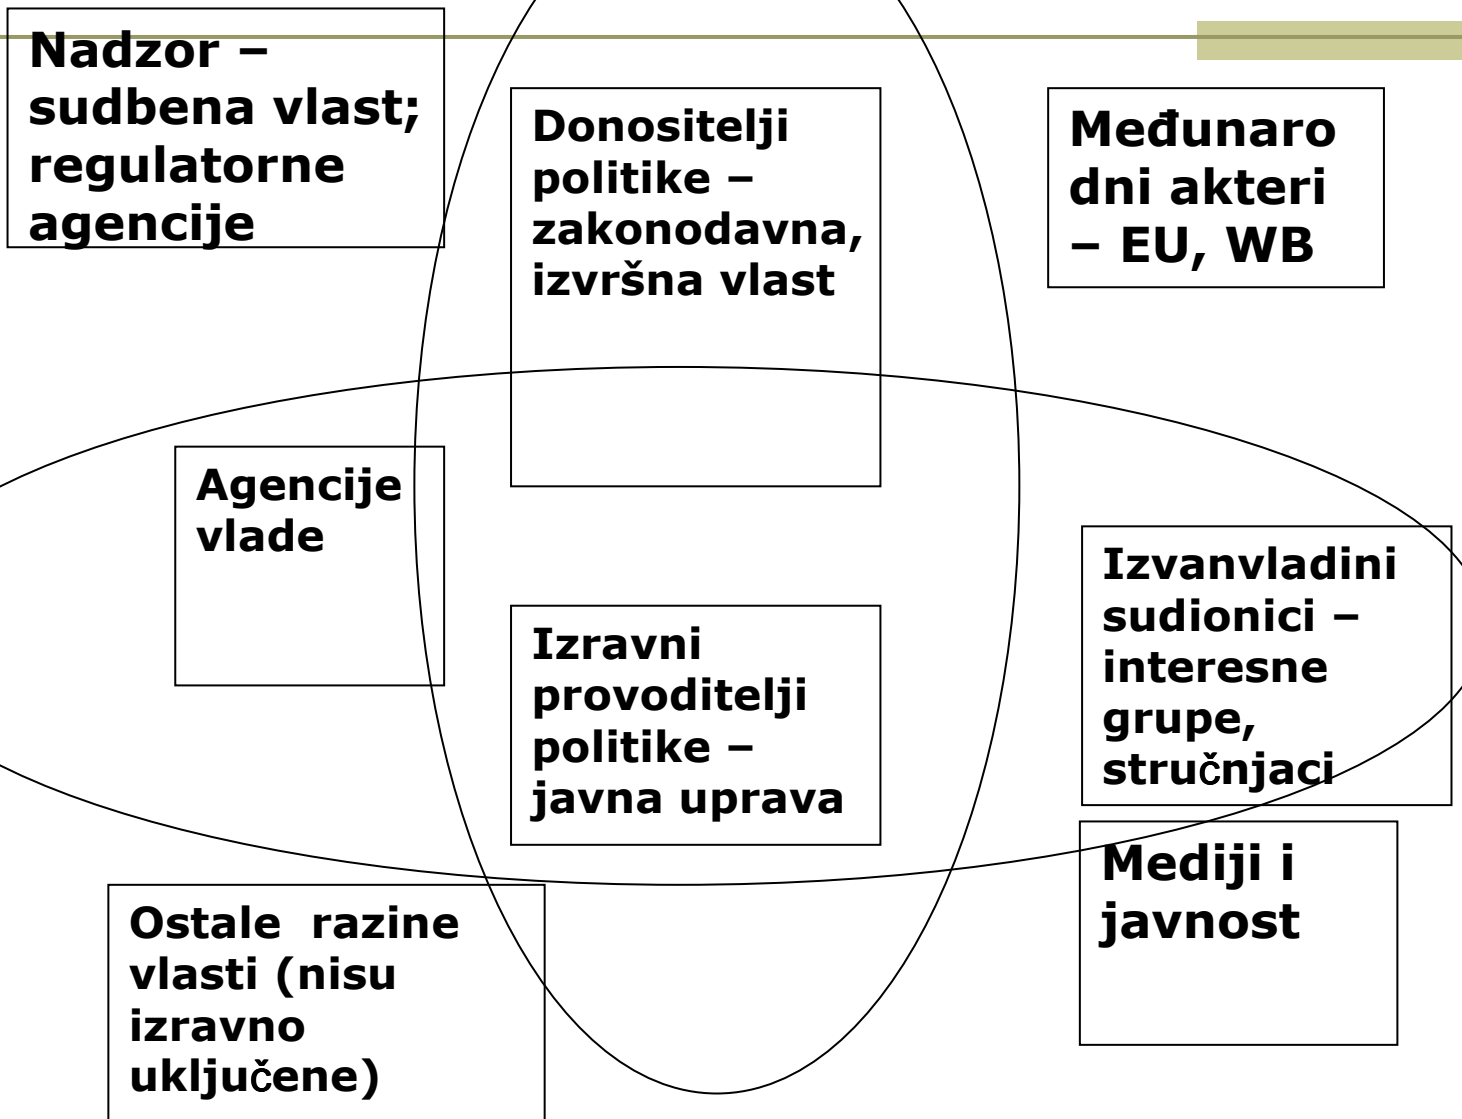 Nadzor –
sudbena vlast;
regulatorne
agencije
Donositelji
politike –
zakonodavna,
izvršna vlast
Međunaro
dni akteri
– EU, WB
Agencije
vlade
Izvanvladini
sudionici –
interesne
grupe,
stručnjaci
Izravni
provoditelji
politike –
javna uprava
Mediji i
javnost
Ostale  razine
vlasti (nisu
izravno
uključene)